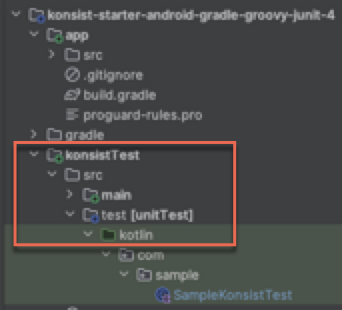 konsist-starter-android-gradle-groovy-junit-4
app
src
.gitignore
build.gradle
proguard-rules.pro
gradle
konsistTest
src
main
test [unitTest]
kotlin
com
sample
SampleKonsistTest